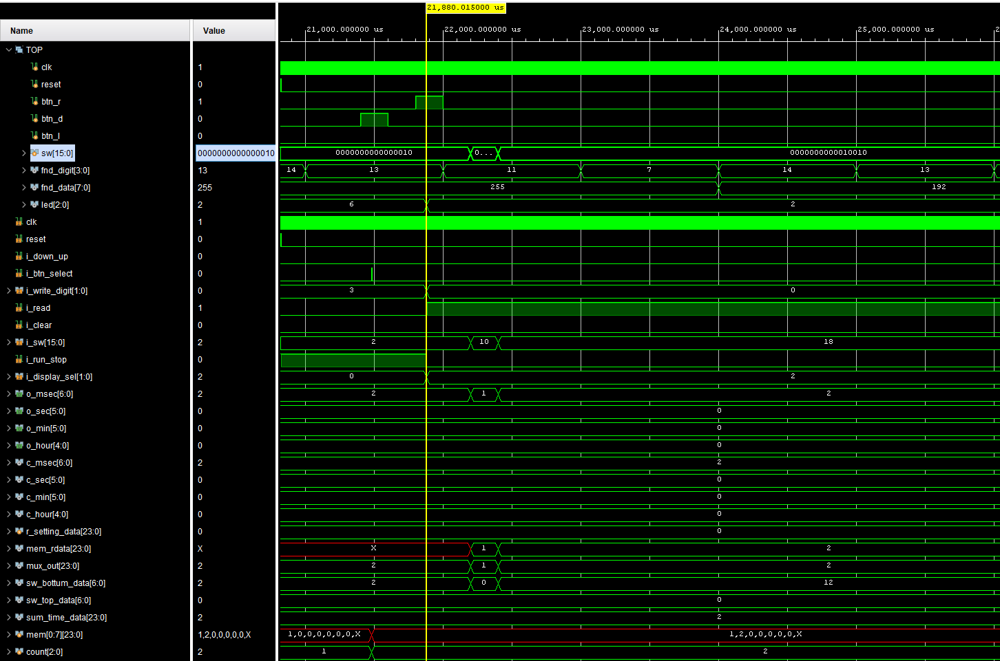 21,880.015000 us
Name Value 21,000.000000 us 22,000.000000 us 23,000.000000 us 24,000.000000 us 25,000.000000 us
TOP
clk 1
reset 0
btn_r 1
btn_d 0
btn_l 0
sw[15:0] 0000000000000010 0000000000000010 0... 0000000000010010
fnd_digit[3:0] 13 14 13 11 7 14 13
fnd_data[7:0] 255 255 192
led[2:0] 2 6 2
clk 1
reset 0
i_down_up 0
i_btn_select 0
i_write_digit[1:0] 0 3 0
i_read 1
i_clear 0
i_sw[15:0] 2 2 10 18
i_run_stop 0
i_display_sel[1:0] 2 0 2
o_msec[6:0] 2 2 1 2
o_sec[5:0] 0 0
o_min[5:0] 0 0
o_hour[4:0] 0 0
c_msec[6:0] 2 2
c_sec[5:0] 0 0
c_min[5:0] 0 0
c_hour[4:0] 0 0
r_setting_data[23:0] 0 0
mem_rdata[23:0] X X 1 2
mux_out[23:0] 2 2 1 2
sw_bottum_data[6:0] 2 2 0 12
sw_top_data[6:0] 0 0
sum_time_data[23:0] 2 2
mem[0:7][23:0] 1,2,0,0,0,0,0,X 1,0,0,0,0,0,0,X 1,2,0,0,0,0,0,X
count[2:0] 2 1 2